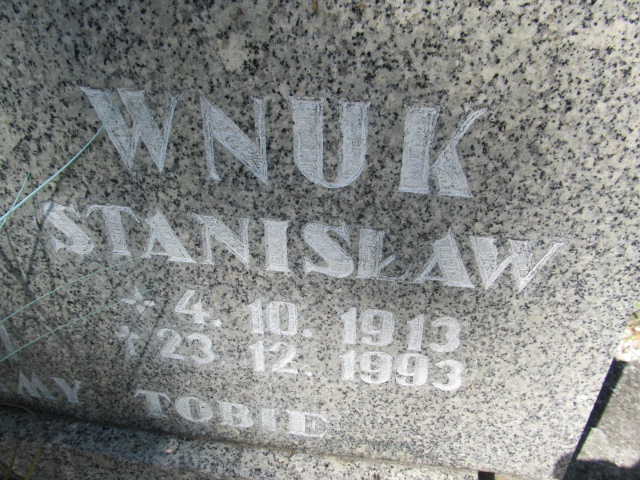 WNUK
STANISŁAW
* 4. 10. 1913
† 23. 12. 1993
MY TOBIE